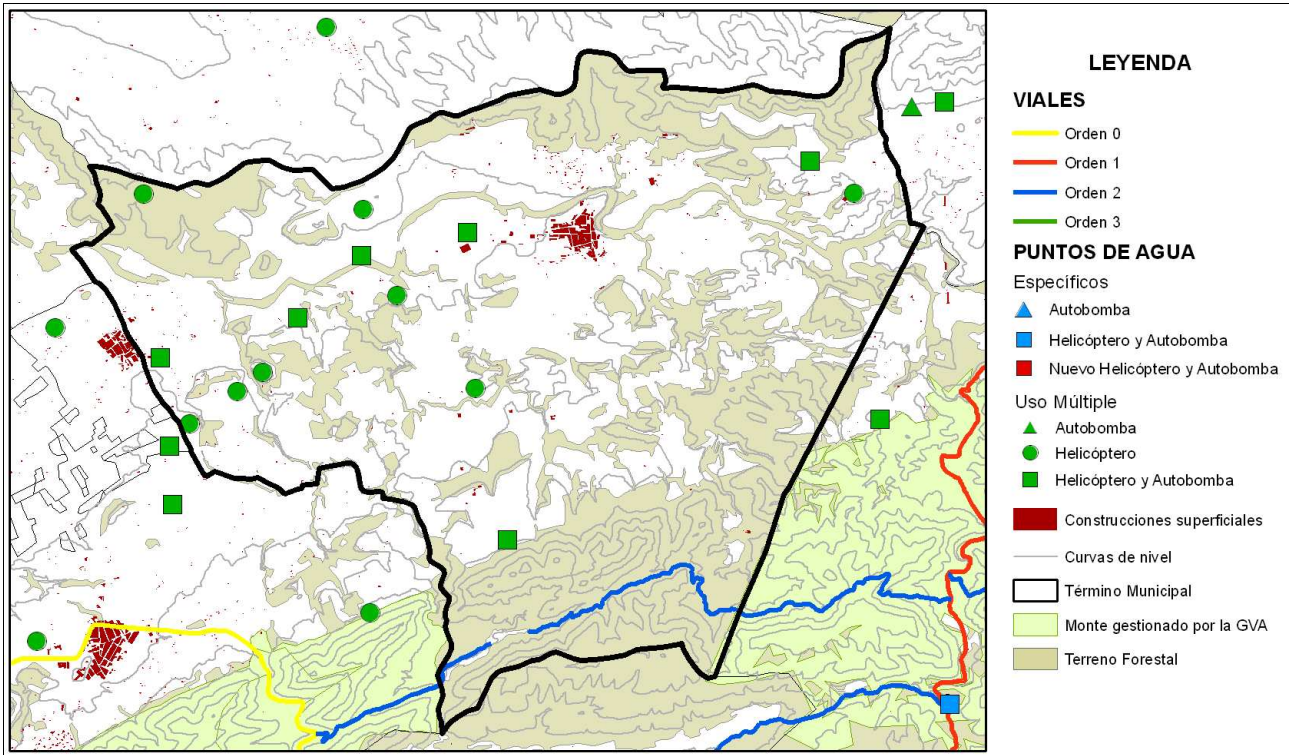 LEYENDA
VIALES
Orden 0
Orden 1
Orden 2
Orden 3
PUNTOS DE AGUA
Específicos
Autobomba
Helicóptero y Autobomba
Nuevo Helicóptero y Autobomba
Uso Múltiple
Autobomba
Helicóptero
Helicóptero y Autobomba
Construcciones superficiales
Curvas de nivel
Término Municipal
Monte gestionado por la GVA
Terreno Forestal